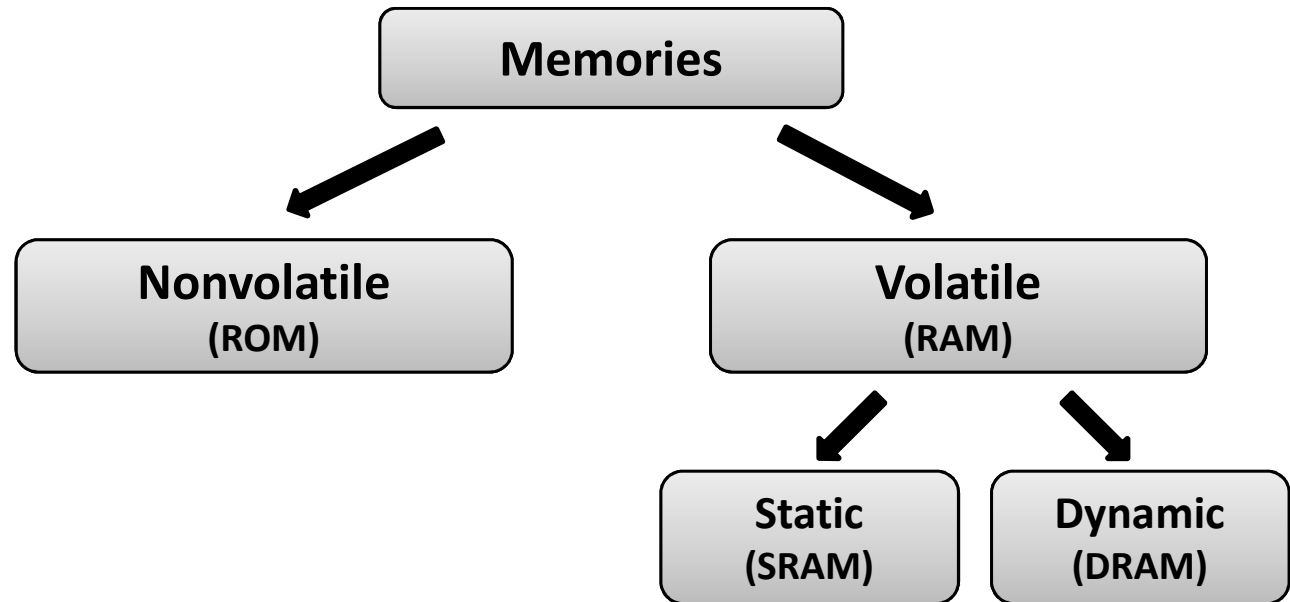 Memories
Nonvolatile
(ROM)
Volatile
(RAM)
Static
(SRAM)
Dynamic
(DRAM)